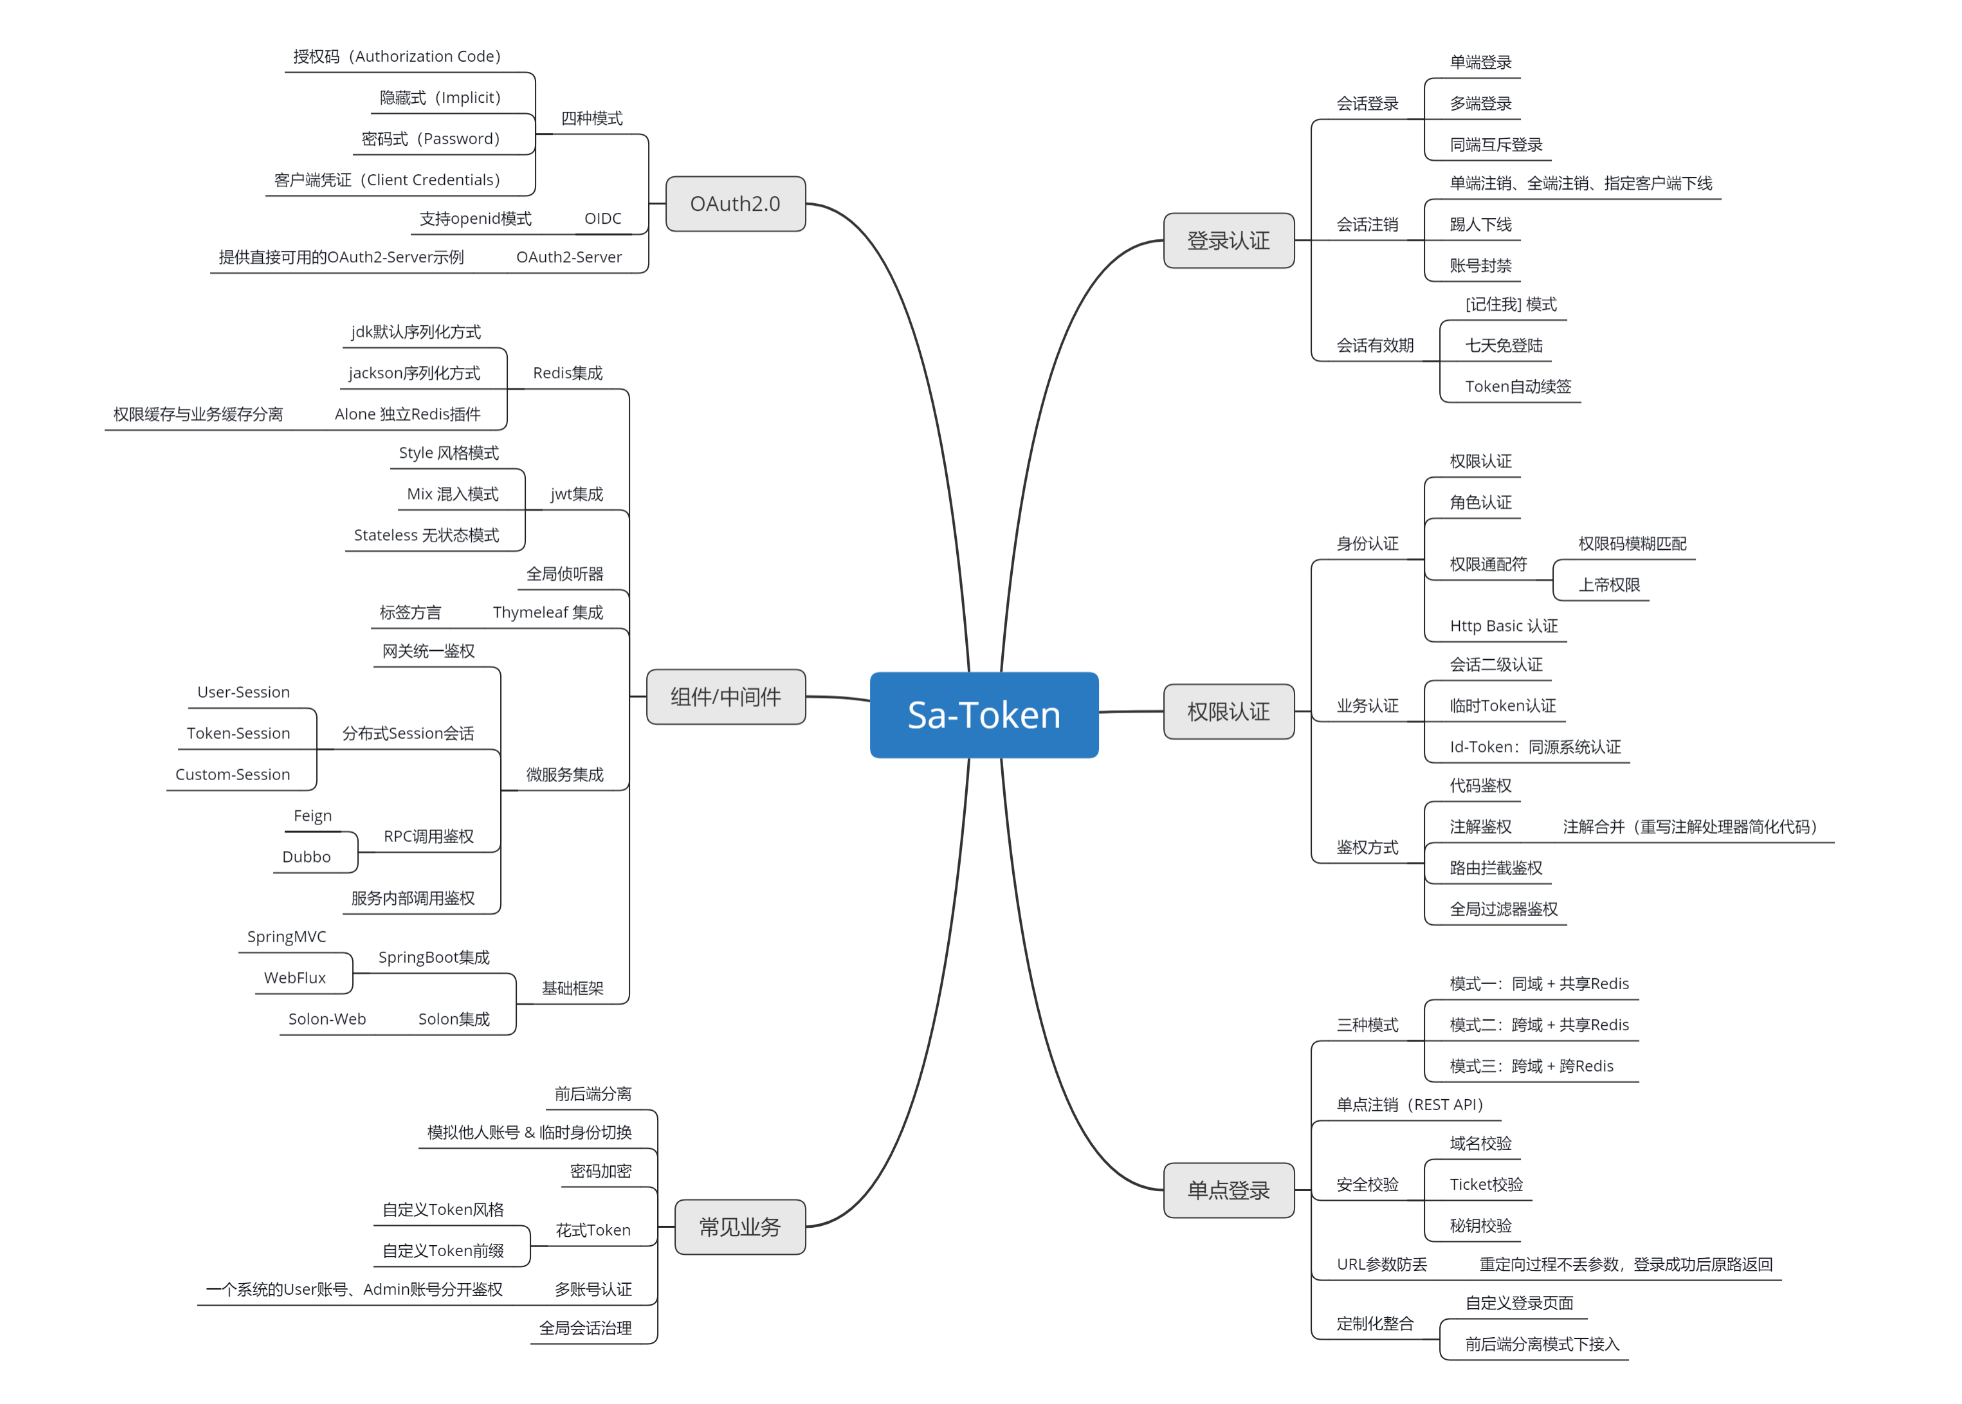 Sa-Token
登录认证
会话登录
单端登录
多端登录
同端互斥登录
会话注销
单端注销、全端注销、指定客户端下线
踢人下线
账号封禁
会话有效期
[记住我] 模式
七天免登陆
Token自动续签
权限认证
身份认证
权限认证
角色认证
权限通配符
权限码模糊匹配
上帝权限
Http Basic 认证
业务认证
会话二级认证
临时Token认证
Id-Token：同源系统认证
鉴权方式
代码鉴权
注解鉴权
注解合并（重写注解处理器简化代码）
路由拦截鉴权
全局过滤器鉴权
单点登录
三种模式
模式一：同域 + 共享Redis
模式二：跨域 + 共享Redis
模式三：跨域 + 跨Redis
单点注销（REST API）
安全校验
域名校验
Ticket校验
秘钥校验
URL参数防丢
重定向过程不丢参数，登录成功后原路返回
定制化整合
自定义登录页面
前后端分离模式下接入
OAuth2.0
四种模式
授权码（Authorization Code）
隐藏式（Implicit）
密码式（Password）
客户端凭证（Client Credentials）
OIDC
支持openid模式
OAuth2-Server
提供直接可用的OAuth2-Server示例
组件/中间件
Redis集成
jdk默认序列化方式
jackson序列化方式
Alone 独立Redis插件
权限缓存与业务缓存分离
jwt集成
Style 风格模式
Mix 混入模式
Stateless 无状态模式
全局侦听器
Thymeleaf 集成
标签方言
微服务集成
网关统一鉴权
分布式Session会话
User-Session
Token-Session
Custom-Session
RPC调用鉴权
Feign
Dubbo
服务内部调用鉴权
基础框架
SpringBoot集成
SpringMVC
WebFlux
Solon集成
Solon-Web
常见业务
前后端分离
模拟他人账号 & 临时身份切换
密码加密
花式Token
自定义Token风格
自定义Token前缀
多账号认证
一个系统的User账号、Admin账号分开鉴权
全局会话治理